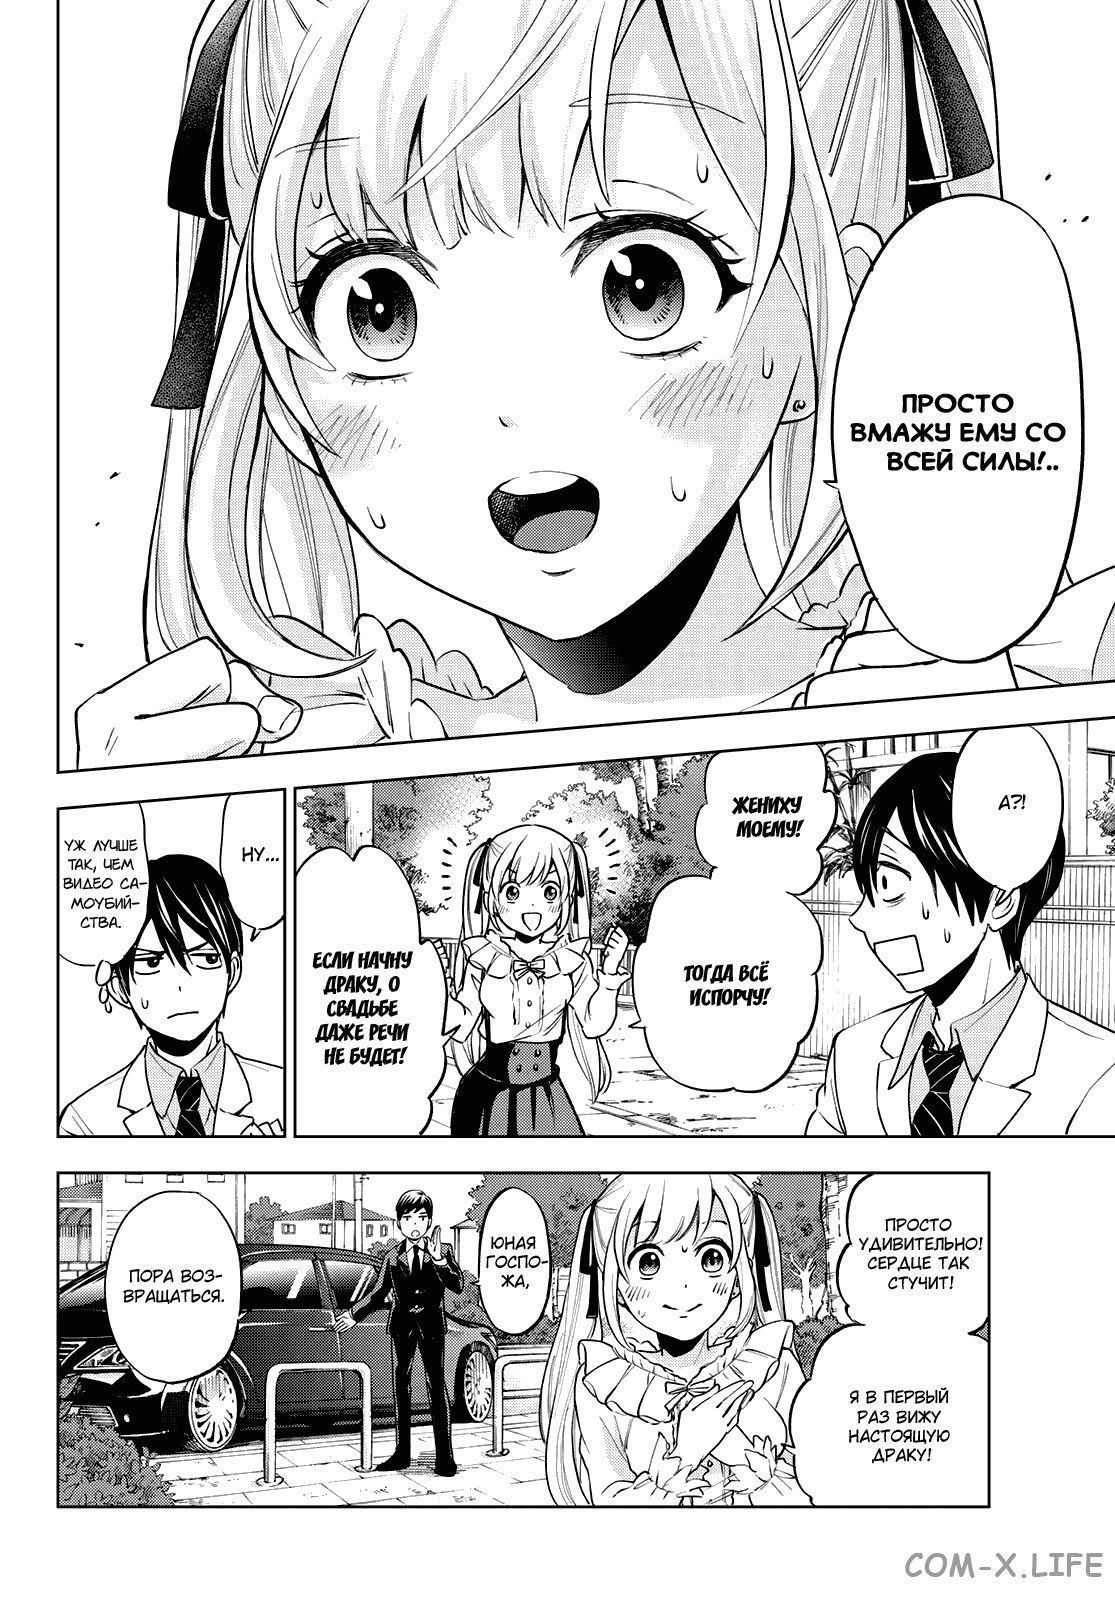 ПРОСТО
ВМАЖУ ЕМУ СО
ВСЕЙ СИЛЫ!..
А?!
ЖЕНИХУ
МОЕМУ!
ТОГДА ВСЁ
ИСПОРЧУ!
ЕСЛИ НАЧНУ
ДРАКУ, О
СВАДЬБЕ
ДАЖЕ РЕЧИ
НЕ БУДЕТ!
НУ...
УЖ ЛУЧШЕ
ТАК, ЧЕМ
ВИДЕО СА-
МОУБИЙ-
СТВА.
ПРОСТО
УДИВИТЕЛЬНО!
СЕРДЦЕ ТАК
СТУЧИТ!
Я В ПЕРВЫЙ
РАЗ ВИЖУ
НАСТОЯЩУЮ
ДРАКУ!
ЮНАЯ
ГОСПО-
ЖА,
ПОРА ВОЗ-
ВРАЩАТЬСЯ.
COM-X.LIFE